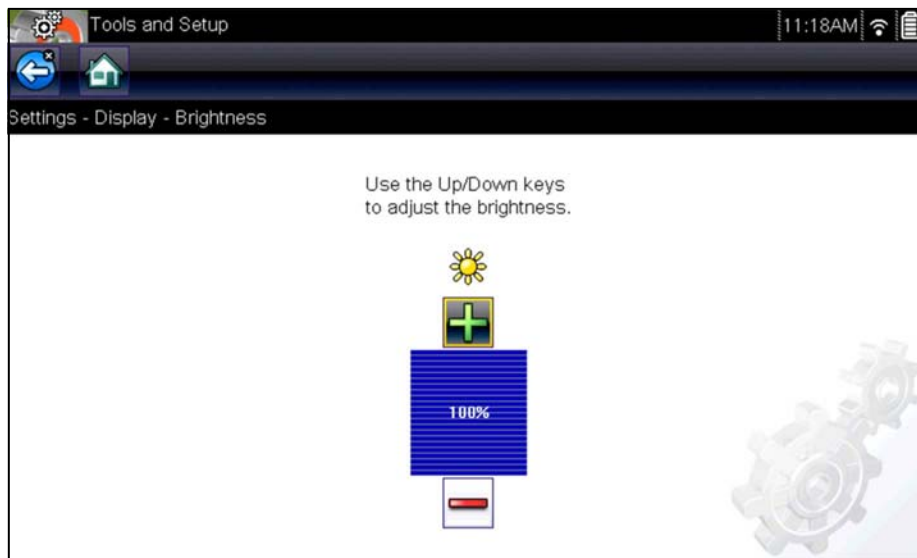 Tools and Setup
11:18AM
Settings - Display - Brightness
Use the Up/Down keys
to adjust the brightness.
100%